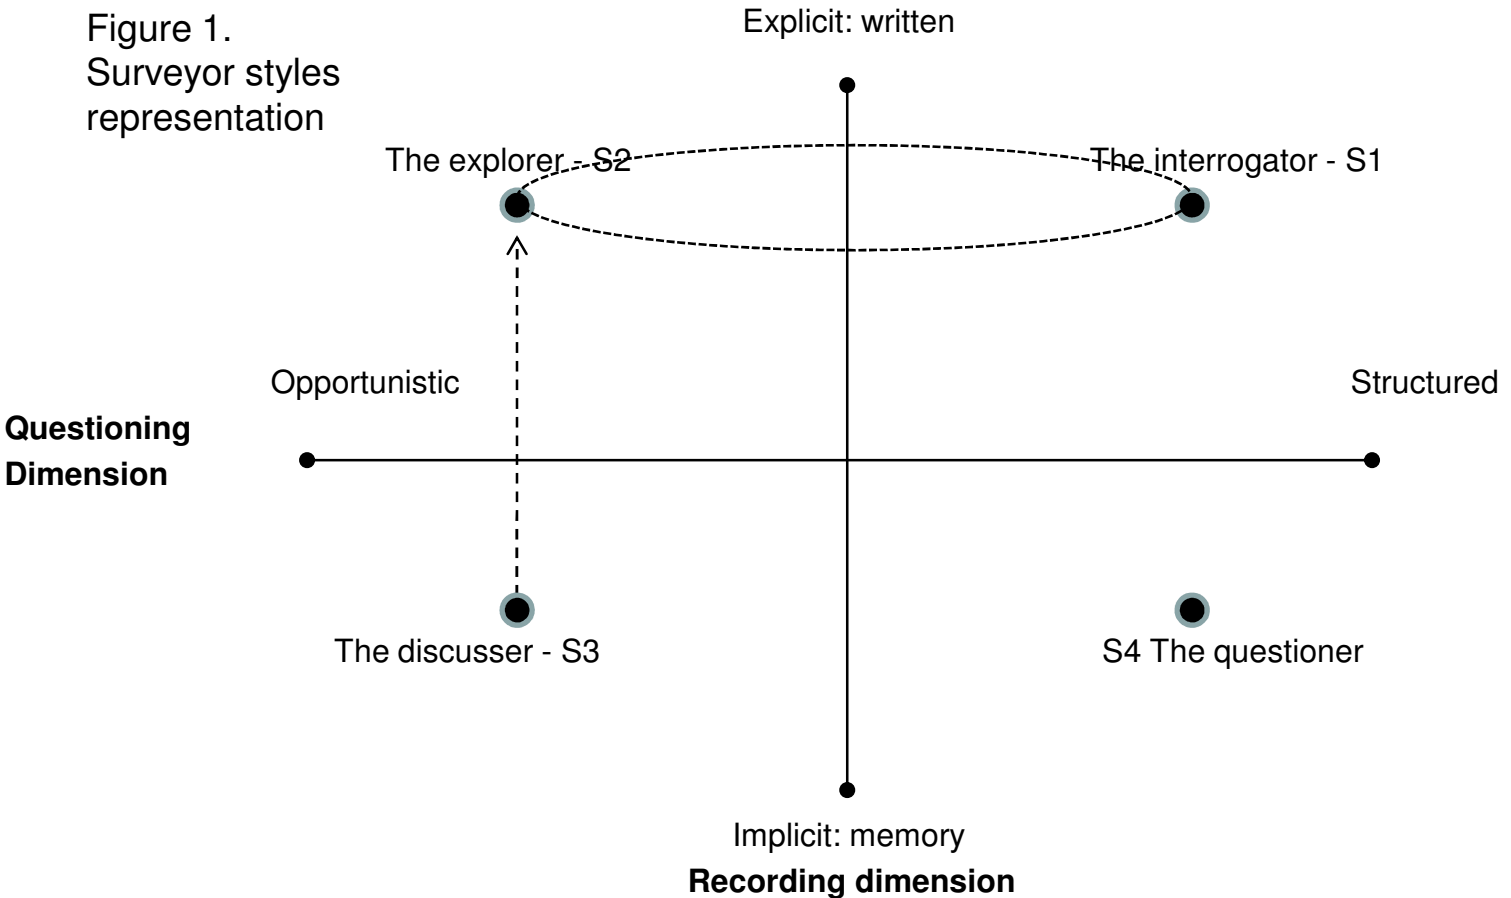 Figure 1.
Surveyor styles
representation
Explicit: written
The explorer - S2
The interrogator - S1
Opportunistic
Structured
Questioning
Dimension
The discusser - S3
S4 The questioner
Implicit: memory
Recording dimension